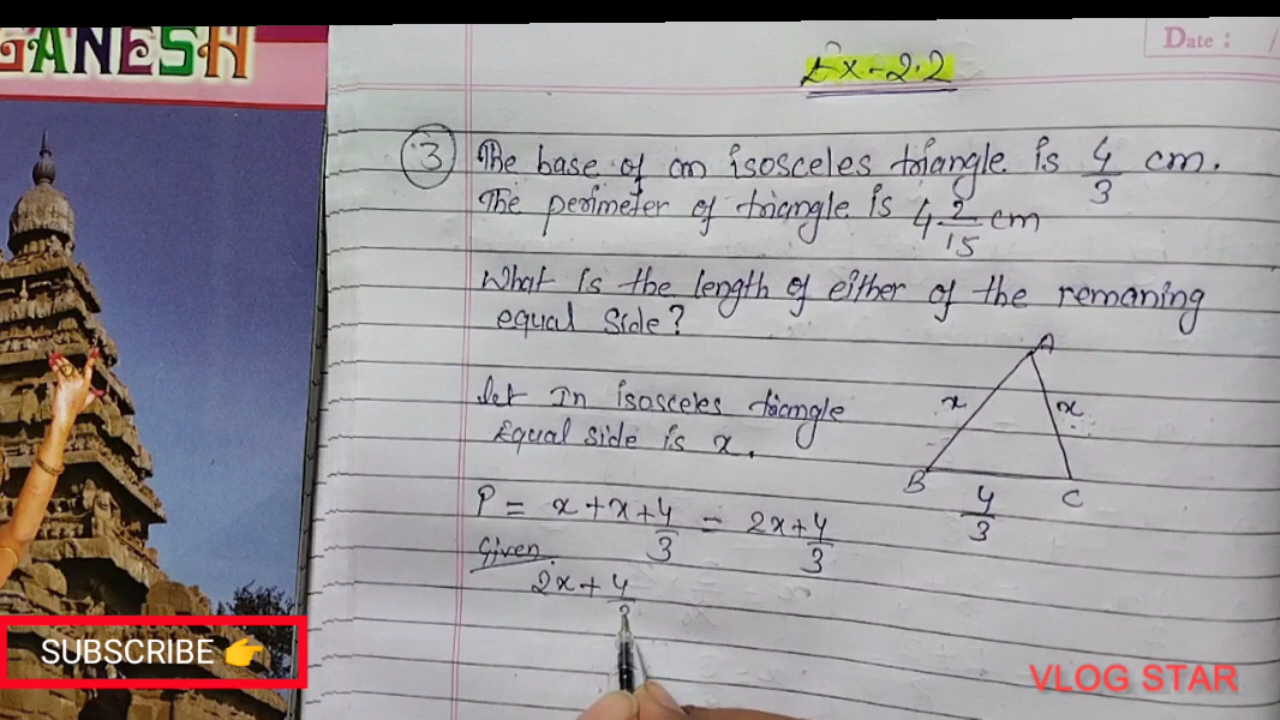 GANESH
Date : /
Ex-2.2
3 The base of an isosceles triangle is 4/3 cm.
The perimeter of triangle is 4 2/15 cm
What is the length of either of the remaning
equal side?
A
let In isosceles triangle
x x
Equal side is x.
B C
4/3
P = x+x+4/3 = 2x+4/3
Given.
2x+4/3
SUBSCRIBE 👉
VLOG STAR